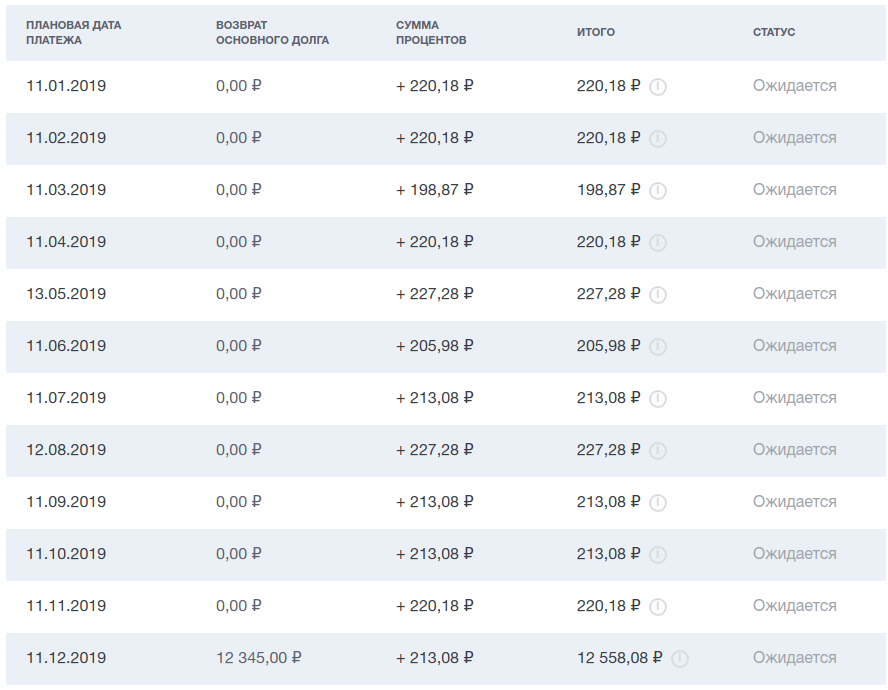 ПЛАНОВАЯ ДАТА ПЛАТЕЖА ВОЗВРАТ ОСНОВНОГО ДОЛГА СУММА ПРОЦЕНТОВ ИТОГО СТАТУС
11.01.2019 0,00 ₽ + 220,18 ₽ 220,18 ₽ Ожидается
11.02.2019 0,00 ₽ + 220,18 ₽ 220,18 ₽ Ожидается
11.03.2019 0,00 ₽ + 198,87 ₽ 198,87 ₽ Ожидается
11.04.2019 0,00 ₽ + 220,18 ₽ 220,18 ₽ Ожидается
13.05.2019 0,00 ₽ + 227,28 ₽ 227,28 ₽ Ожидается
11.06.2019 0,00 ₽ + 205,98 ₽ 205,98 ₽ Ожидается
11.07.2019 0,00 ₽ + 213,08 ₽ 213,08 ₽ Ожидается
12.08.2019 0,00 ₽ + 227,28 ₽ 227,28 ₽ Ожидается
11.09.2019 0,00 ₽ + 213,08 ₽ 213,08 ₽ Ожидается
11.10.2019 0,00 ₽ + 213,08 ₽ 213,08 ₽ Ожидается
11.11.2019 0,00 ₽ + 220,18 ₽ 220,18 ₽ Ожидается
11.12.2019 12 345,00 ₽ + 213,08 ₽ 12 558,08 ₽ Ожидается